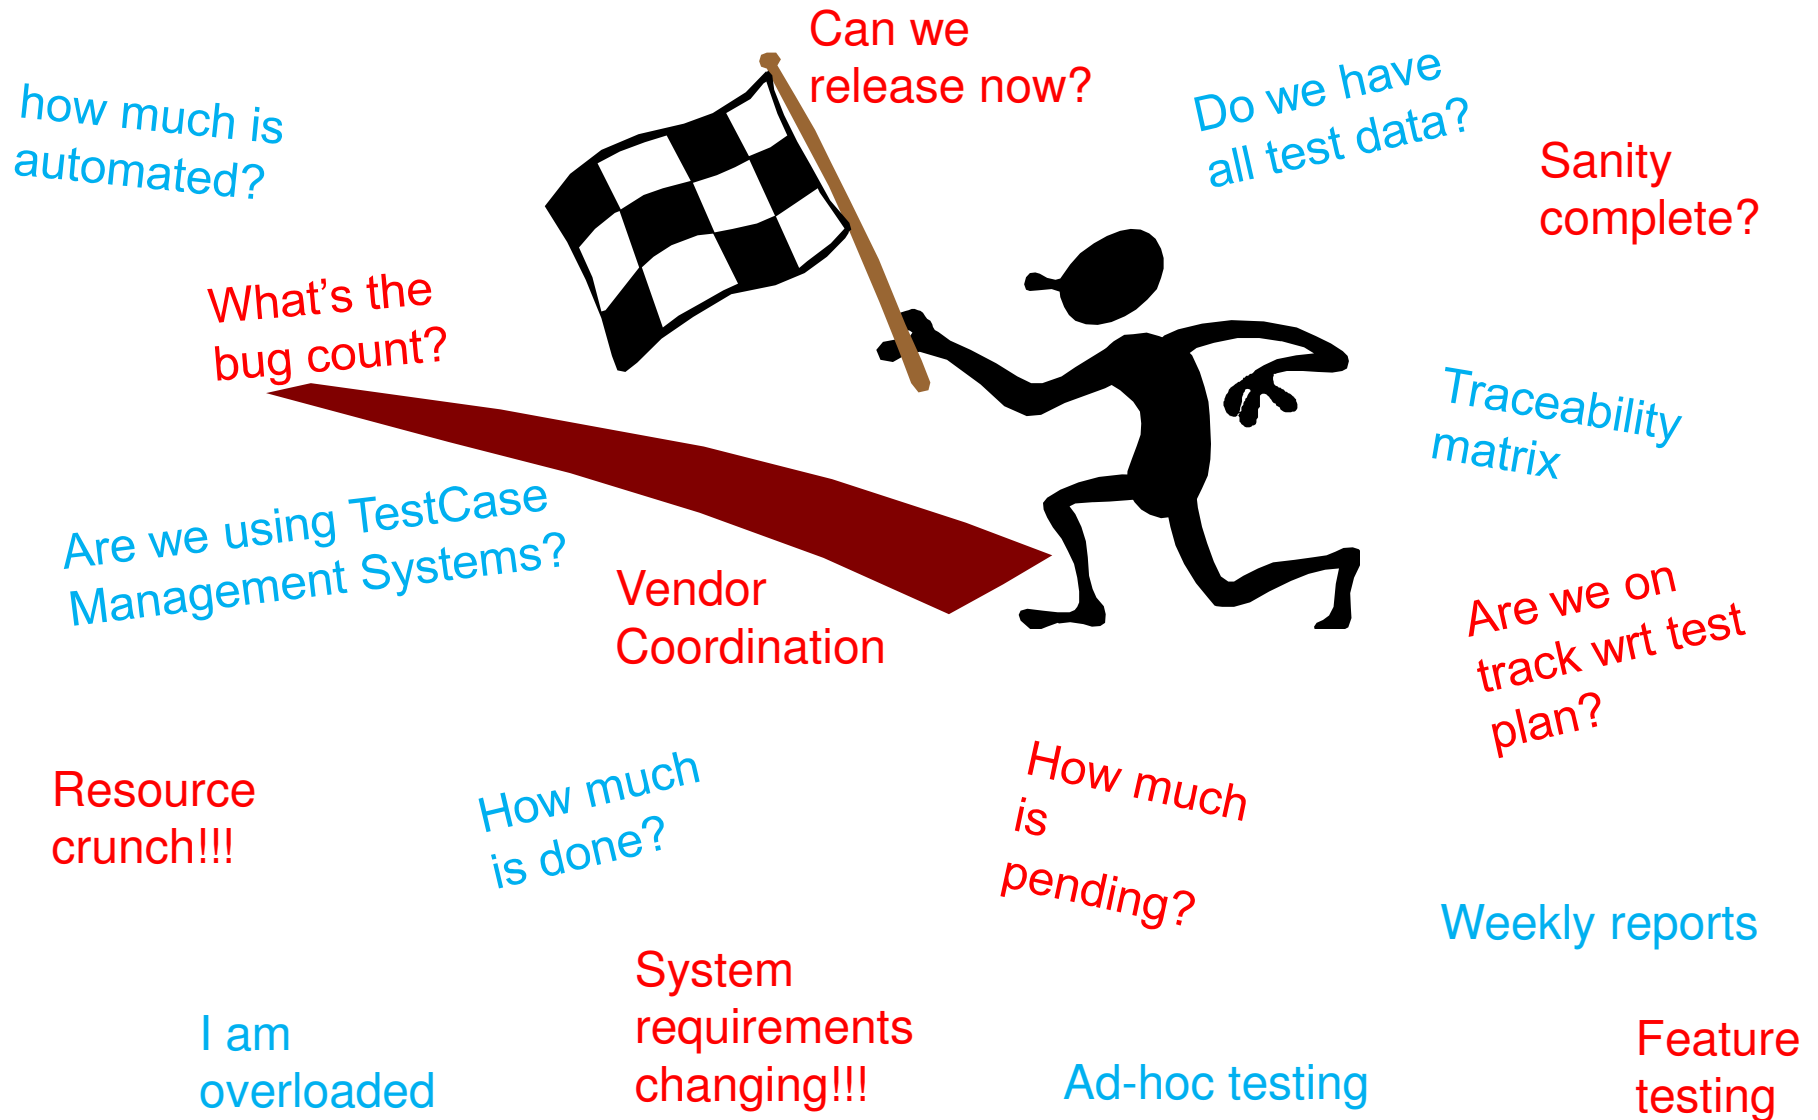 Can we
release now?
how much is
automated?
Do we have
all test data?
Sanity
complete?
What’s the
bug count?
Traceability
matrix
Are we using TestCase
Management Systems?
Vendor
Coordination
Are we on
track wrt test
plan?
Resource
crunch!!!
How much
is done?
How much
is
pending?
Weekly reports
System
requirements
changing!!!
I am
overloaded
Ad-hoc testing
Feature
testing